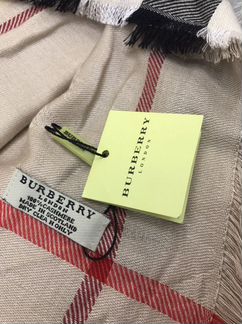 BURBERRY
LONDON
BURBERRY
LONDON
100% CASHMERE
MADE IN SCOTLAND
DRY CLEAN ONLY